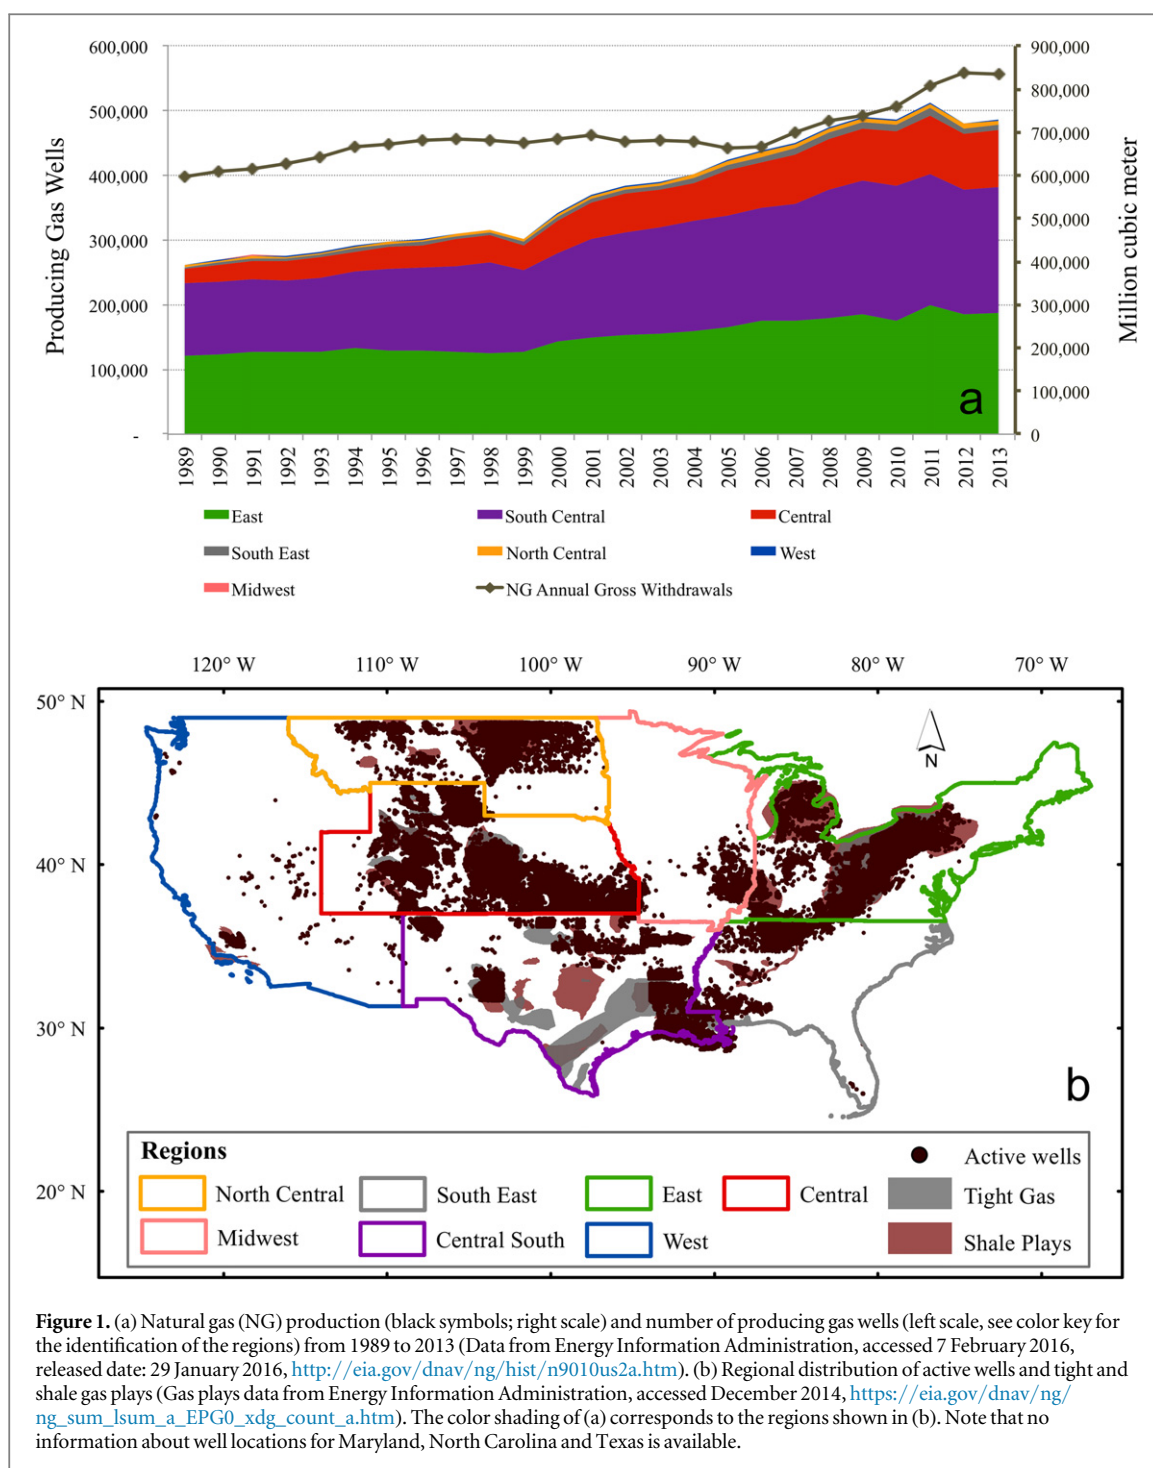 600,000
500,000
400,000
300,000
200,000
100,000
-
Producing Gas Wells
900,000
800,000
700,000
600,000
500,000
400,000
300,000
200,000
100,000
0
Million cubic meter
a
1989 1990 1991 1992 1993 1994 1995 1996 1997 1998 1999 2000 2001 2002 2003 2004 2005 2006 2007 2008 2009 2010 2011 2012 2013
East South Central Central
South East North Central West
Midwest NG Annual Gross Withdrawals
120° W 110° W 100° W 90° W 80° W 70° W
50° N
40° N
30° N
20° N
N
b
Regions
Active wells
North Central South East East Central Tight Gas
Midwest Central South West Shale Plays
Figure 1. (a) Natural gas (NG) production (black symbols; right scale) and number of producing gas wells (left scale, see color key for
the identification of the regions) from 1989 to 2013 (Data from Energy Information Administration, accessed 7 February 2016,
released date: 29 January 2016, http://eia.gov/dnav/ng/hist/n9010us2a.htm). (b) Regional distribution of active wells and tight and
shale gas plays (Gas plays data from Energy Information Administration, accessed December 2014, https://eia.gov/dnav/ng/
ng_sum_lsum_a_EPG0_xdg_count_a.htm). The color shading of (a) corresponds to the regions shown in (b). Note that no
information about well locations for Maryland, North Carolina and Texas is available.